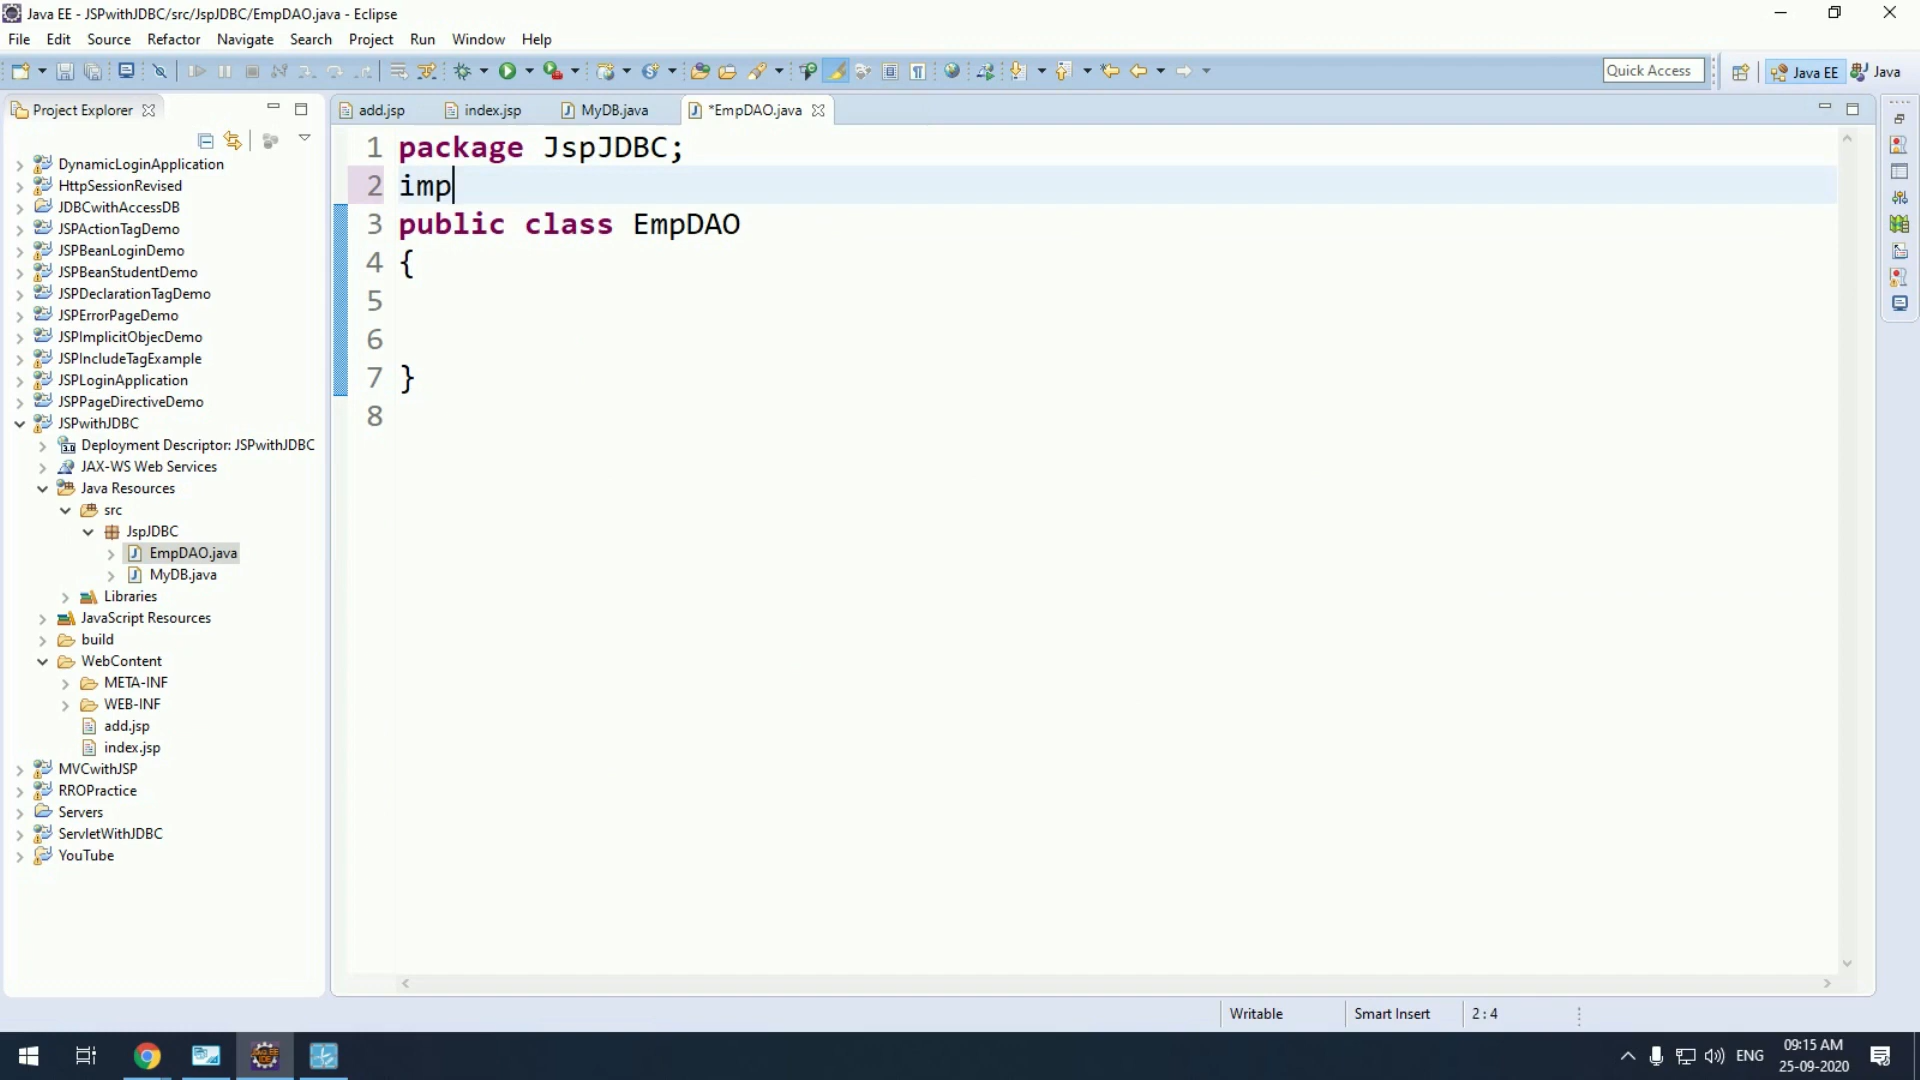 Java EE - JSPwithJDBC/src/JspJDBC/EmpDAO.java - Eclipse
File Edit Source Refactor Navigate Search Project Run Window Help
Quick Access
Java EE
Java
Project Explorer
add.jsp
index.jsp
MyDB.java
*EmpDAO.java
DynamicLoginApplication
HttpSessionRevised
JDBCwithAccessDB
JSPActionTagDemo
JSPBeanLoginDemo
JSPBeanStudentDemo
JSPDeclarationTagDemo
JSPErrorPageDemo
JSPImplicitObjecDemo
JSPIncludeTagExample
JSPLoginApplication
JSPPageDirectiveDemo
JSPwithJDBC
Deployment Descriptor: JSPwithJDBC
JAX-WS Web Services
Java Resources
src
JspJDBC
EmpDAO.java
MyDB.java
Libraries
JavaScript Resources
build
WebContent
META-INF
WEB-INF
add.jsp
index.jsp
MVCwithJSP
RROPractice
Servers
ServletWithJDBC
YouTube
1 package JspJDBC;
2 imp
3 public class EmpDAO
4 {
5
6
7 }
8
Writable
Smart Insert
2 : 4
ENG
09:15 AM
25-09-2020